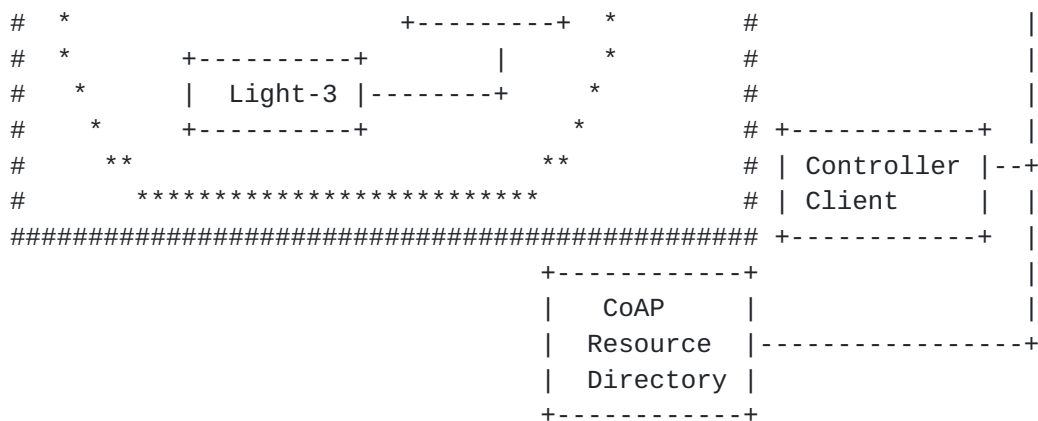 #  *                     +---------+  *        #                 |
#  *       +----------+        |      *        #                 |
#   *      |  Light-3 |--------+     *         #                 |
#    *     +----------+             *          # +------------+  |
#     **                          **           # | Controller |--+
#       **************************             # | Client     |  |
################################################ +------------+  |
                                  +------------+                 |
                                  |   CoAP     |                 |
                                  |  Resource  |-----------------+
                                  |  Directory |
                                  +------------+